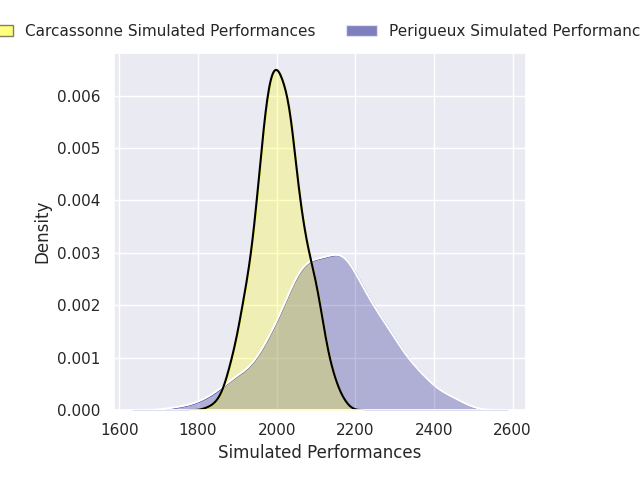 Carcassonne Simulated Performances
Perigueux Simulated Performanc
0.006
0.005
0.004
0.003
0.002
0.001
0.000
Density
1600 1800 2000 2200 2400 2600
Simulated Performances